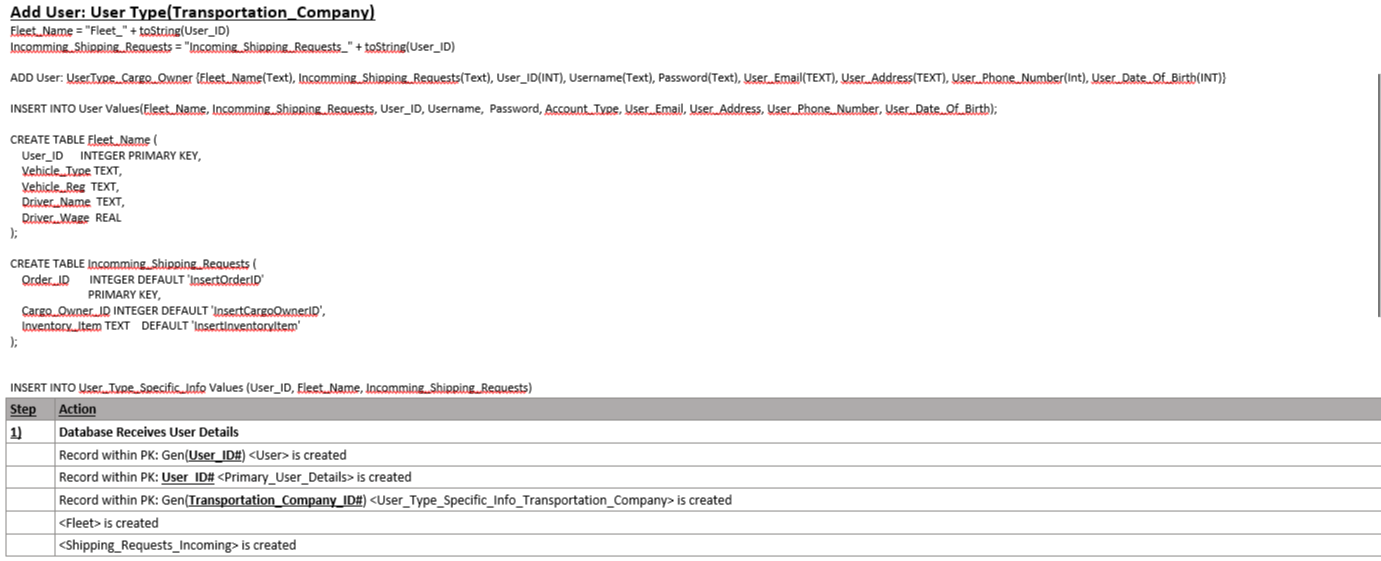 Add User: User Type(Transportation_Company)
Fleet_Name = "Fleet_" + toString(User_ID)
Incomming_Shipping_Requests = "Incoming_Shipping_Requests_" + toString(User_ID)
ADD User: UserType_Cargo_Owner {Fleet_Name(Text), Incomming_Shipping_Requests(Text), User_ID(INT), Username(Text), Password(Text), User_Email(TEXT), User_Address(TEXT), User_Phone_Number(Int), User_Date_Of_Birth(INT)}
INSERT INTO User Values(Fleet_Name, Incomming_Shipping_Requests, User_ID, Username, Password, Account_Type, User_Email, User_Address, User_Phone_Number, User_Date_Of_Birth);
CREATE TABLE Fleet_Name (
User_ID INTEGER PRIMARY KEY,
Vehicle_Type TEXT,
Vehicle_Reg TEXT,
Driver_Name TEXT,
Driver_Wage REAL
);
CREATE TABLE Incomming_Shipping_Requests (
Order_ID INTEGER DEFAULT 'InsertOrderID'
PRIMARY KEY,
Cargo_Owner_ID INTEGER DEFAULT 'InsertCargoOwnerID',
Inventory_Item TEXT DEFAULT 'InsertInventoryItem'
);
INSERT INTO User_Type_Specific_Info Values (User_ID, Fleet_Name, Incomming_Shipping_Requests)
Step Action
1) Database Receives User Details
Record within PK: Gen(User_ID#) <User> is created
Record within PK: User_ID# <Primary_User_Details> is created
Record within PK: Gen(Transportation_Company_ID#) <User_Type_Specific_Info_Transportation_Company> is created
<Fleet> is created
<Shipping_Requests_Incoming> is created